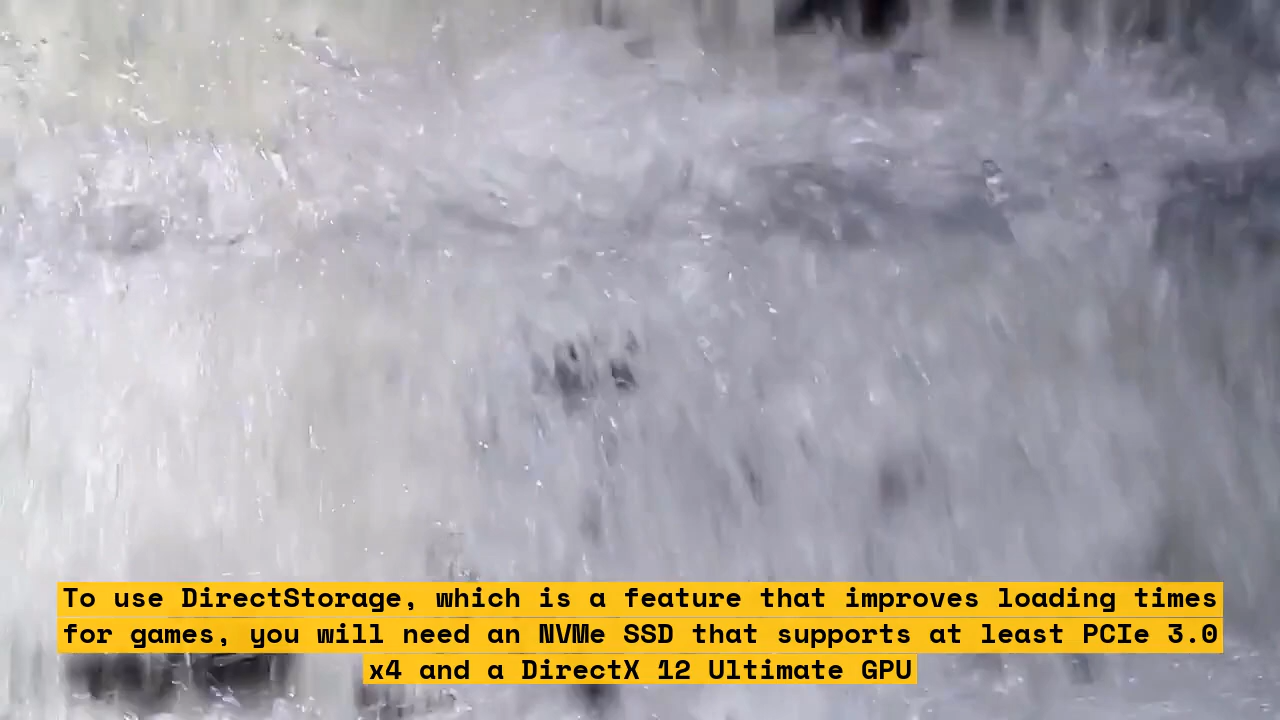 To use DirectStorage, which is a feature that improves loading times
for games, you will need an NVMe SSD that supports at least PCIe 3.0
x4 and a DirectX 12 Ultimate GPU